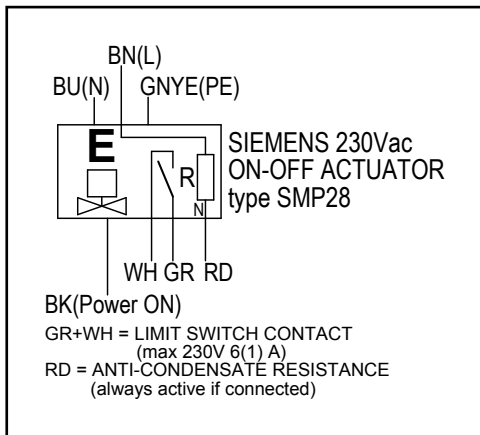 BN(L)
BU(N) GNYE(PE)
E
R
N
SIEMENS 230Vac
ON-OFF ACTUATOR
type SMP28
WH GR RD
BK(Power ON)
GR+WH = LIMIT SWITCH CONTACT
(max 230V 6(1) A)
RD = ANTI-CONDENSATE RESISTANCE
(always active if connected)